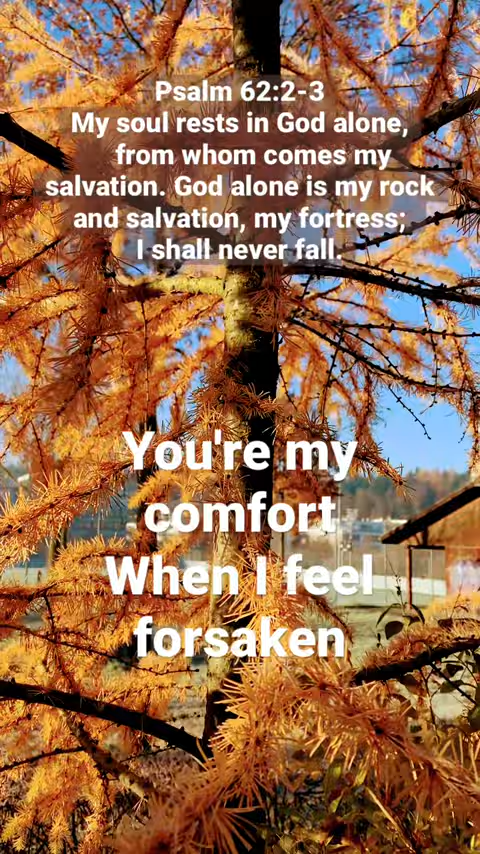 Psalm 62:2-3
My soul rests in God alone,
from whom comes my
salvation. God alone is my rock
and salvation, my fortress;
I shall never fall.
You're my
comfort
When I feel
forsaken